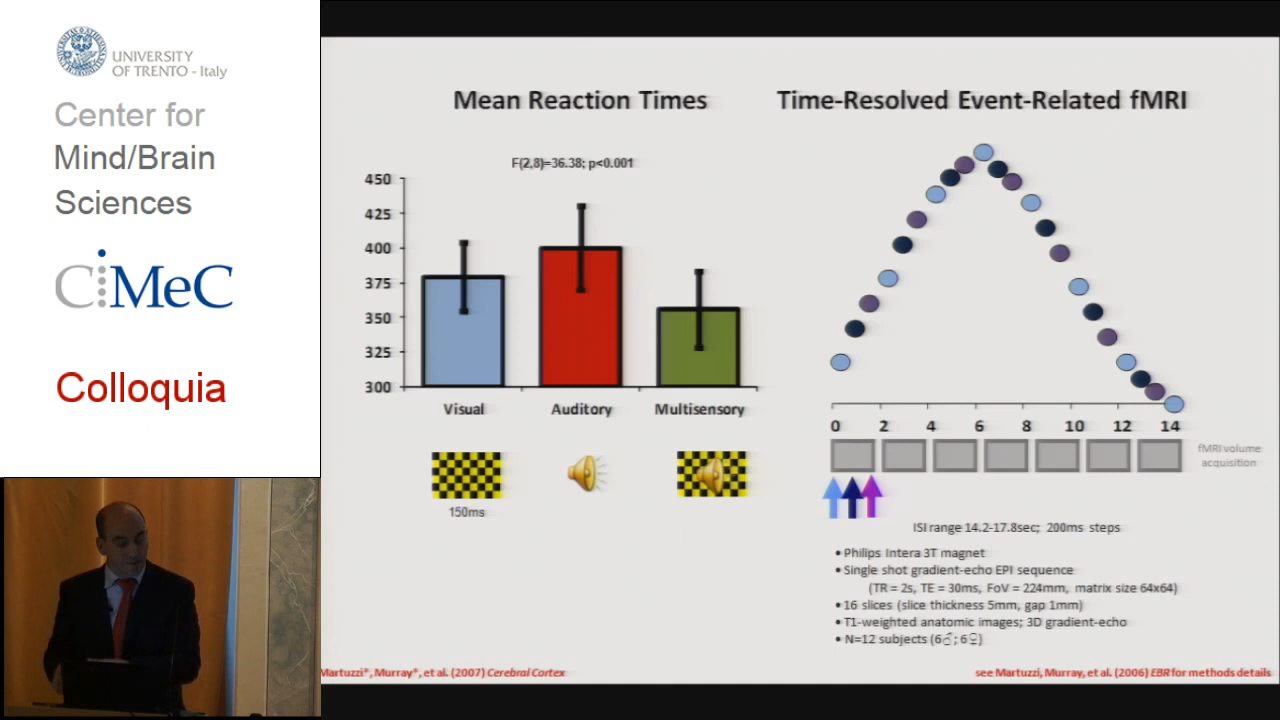 UNIVERSITY
OF TRENTO - Italy
Center for
Mind/Brain
Sciences
CiMeC
Colloquia
Mean Reaction Times
F(2,8)=36.38; p<0.001
450
425
400
375
350
325
300
Visual
Auditory
Multisensory
150ms
Martuzzi*, Murray*, et al. (2007) Cerebral Cortex
Time-Resolved Event-Related fMRI
0 2 4 6 8 10 12 14
fMRI volume
acquisition
ISI range 14.2-17.8sec; 200ms steps
• Philips Intera 3T magnet
• Single shot gradient-echo EPI sequence
(TR = 2s, TE = 30ms, FoV = 224mm, matrix size 64x64)
• 16 slices (slice thickness 5mm, gap 1mm)
• T1-weighted anatomic images; 3D gradient-echo
• N=12 subjects (6♂; 6♀)
see Martuzzi, Murray, et al. (2006) EBR for methods details